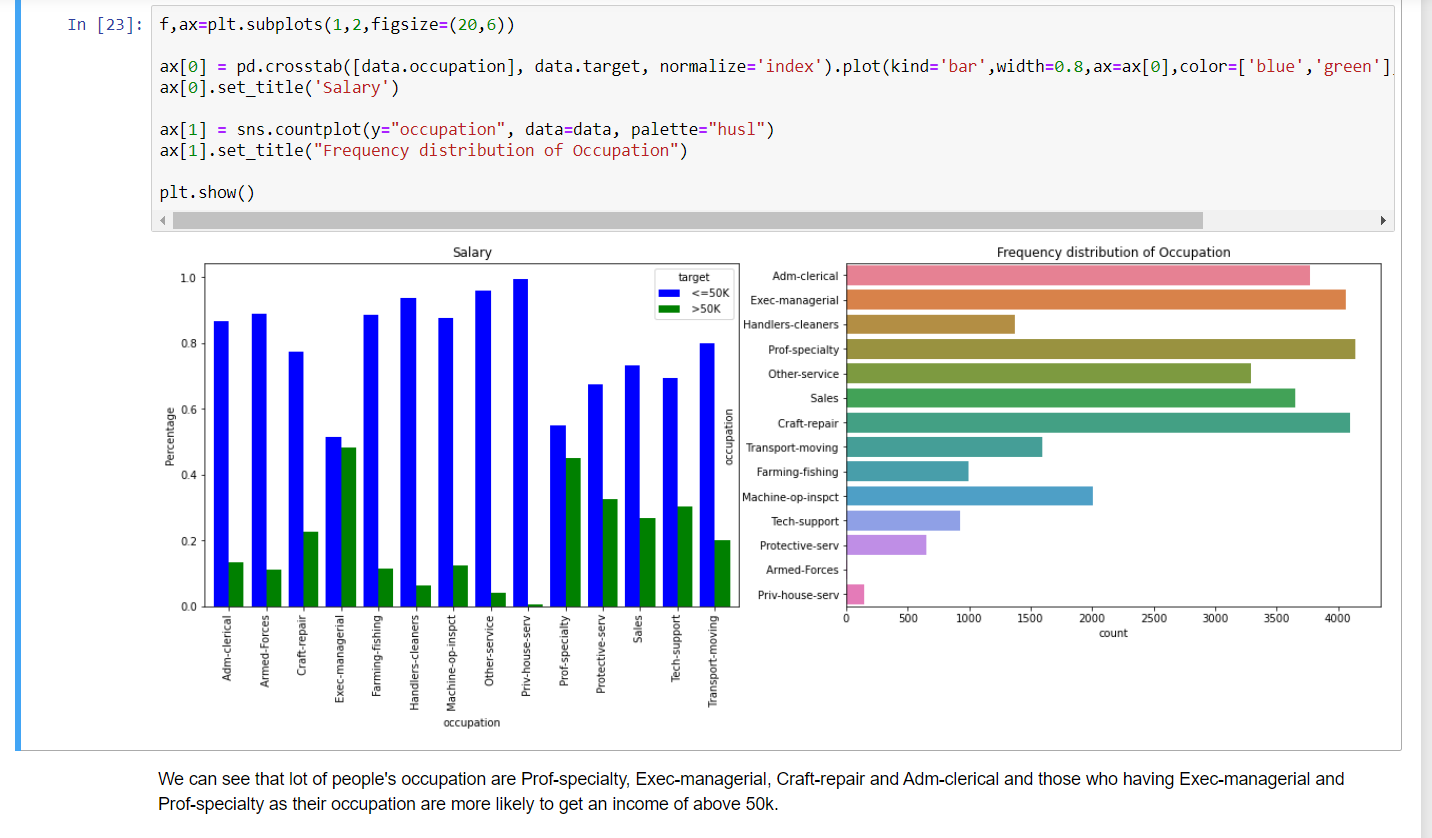 In [23]:
f,ax=plt.subplots(1,2,figsize=(20,6))
ax[0] = pd.crosstab([data.occupation], data.target, normalize='index').plot(kind='bar',width=0.8,ax=ax[0],color=['blue','green']
ax[0].set_title('Salary')
ax[1] = sns.countplot(y="occupation", data=data, palette="husl")
ax[1].set_title("Frequency distribution of Occupation")
plt.show()
Salary
target
<=50K
>50K
Percentage
1.0
0.8
0.6
0.4
0.2
0.0
Adm-clerical
Armed-Forces
Craft-repair
Exec-managerial
Farming-fishing
Handlers-cleaners
Machine-op-inspct
Other-service
Priv-house-serv
Prof-specialty
Protective-serv
Sales
Tech-support
Transport-moving
occupation
Frequency distribution of Occupation
occupation
Adm-clerical
Exec-managerial
Handlers-cleaners
Prof-specialty
Other-service
Sales
Craft-repair
Transport-moving
Farming-fishing
Machine-op-inspct
Tech-support
Protective-serv
Armed-Forces
Priv-house-serv
0 500 1000 1500 2000 2500 3000 3500 4000
count
We can see that lot of people's occupation are Prof-specialty, Exec-managerial, Craft-repair and Adm-clerical and those who having Exec-managerial and
Prof-specialty as their occupation are more likely to get an income of above 50k.